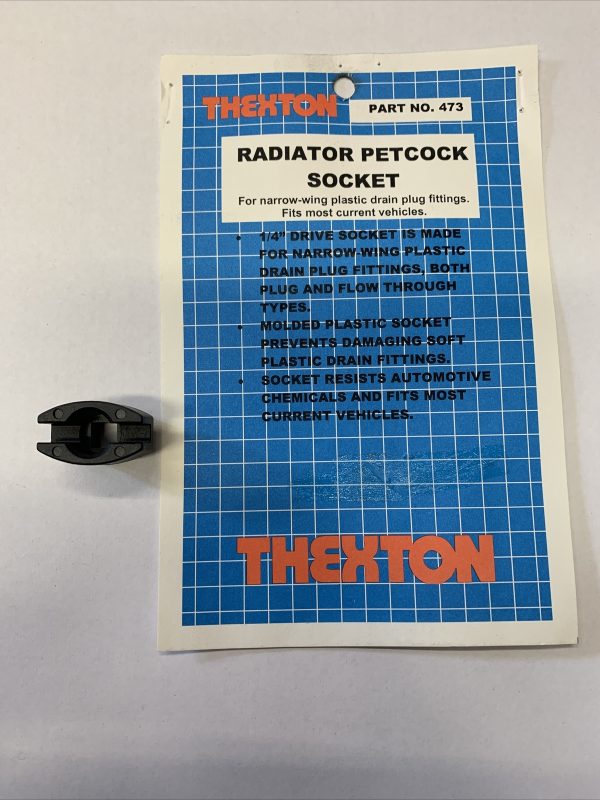 THEXTON
PART NO. 473
RADIATOR PETCOCK
SOCKET
For narrow-wing plastic drain plug fittings.
Fits most current vehicles.
• 1/4" DRIVE SOCKET IS MADE
FOR NARROW-WING PLASTIC
DRAIN PLUG FITTINGS, BOTH
PLUG AND FLOW THROUGH
TYPES.
• MOLDED PLASTIC SOCKET
PREVENTS DAMAGING SOFT
PLASTIC DRAIN FITTINGS.
• SOCKET RESISTS AUTOMOTIVE
CHEMICALS AND FITS MOST
CURRENT VEHICLES.
THEXTON